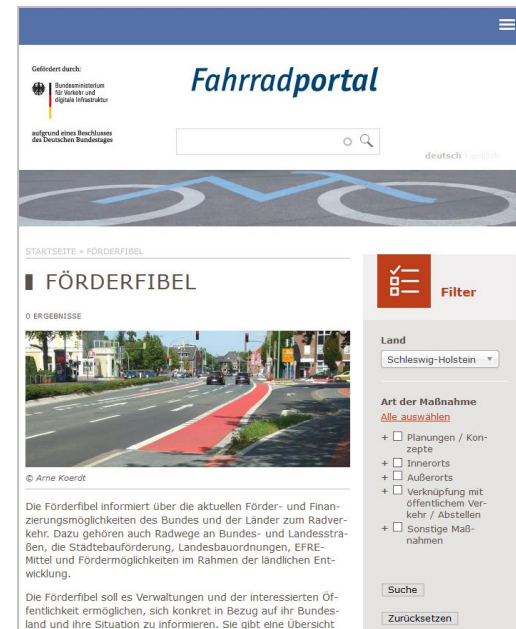 Gefördert durch:
Bundesministerium
für Verkehr und
digitale Infrastruktur
aufgrund eines Beschlusses
des Deutschen Bundestages
Fahrradportal
deutsch | english
STARTSEITE » FÖRDERFIBEL
FÖRDERFIBEL
0 ERGEBNISSE
© Arne Koerdt
Die Förderfibel informiert über die aktuellen Förder- und Finan-
zierungsmöglichkeiten des Bundes und der Länder zum Radver-
kehr. Dazu gehören auch Radwege an Bundes- und Landesstra-
ßen, die Städtebauförderung, Landesbauordnungen, EFRE-
Mittel und Fördermöglichkeiten im Rahmen der ländlichen Ent-
wicklung.
Die Förderfibel soll es Verwaltungen und der interessierten Öf-
fentlichkeit ermöglichen, sich konkret in Bezug auf ihr Bundes-
land und ihre Situation zu informieren. Sie gibt eine Übersicht
Filter
Land
Schleswig-Holstein
Art der Maßnahme
Alle auswählen
+ Planungen / Kon-
zepte
+ Innerorts
+ Außerorts
+ Verknüpfung mit
öffentlichem Ver-
kehr / Abstellen
+ Sonstige Maß-
nahmen
Suche
Zurücksetzen